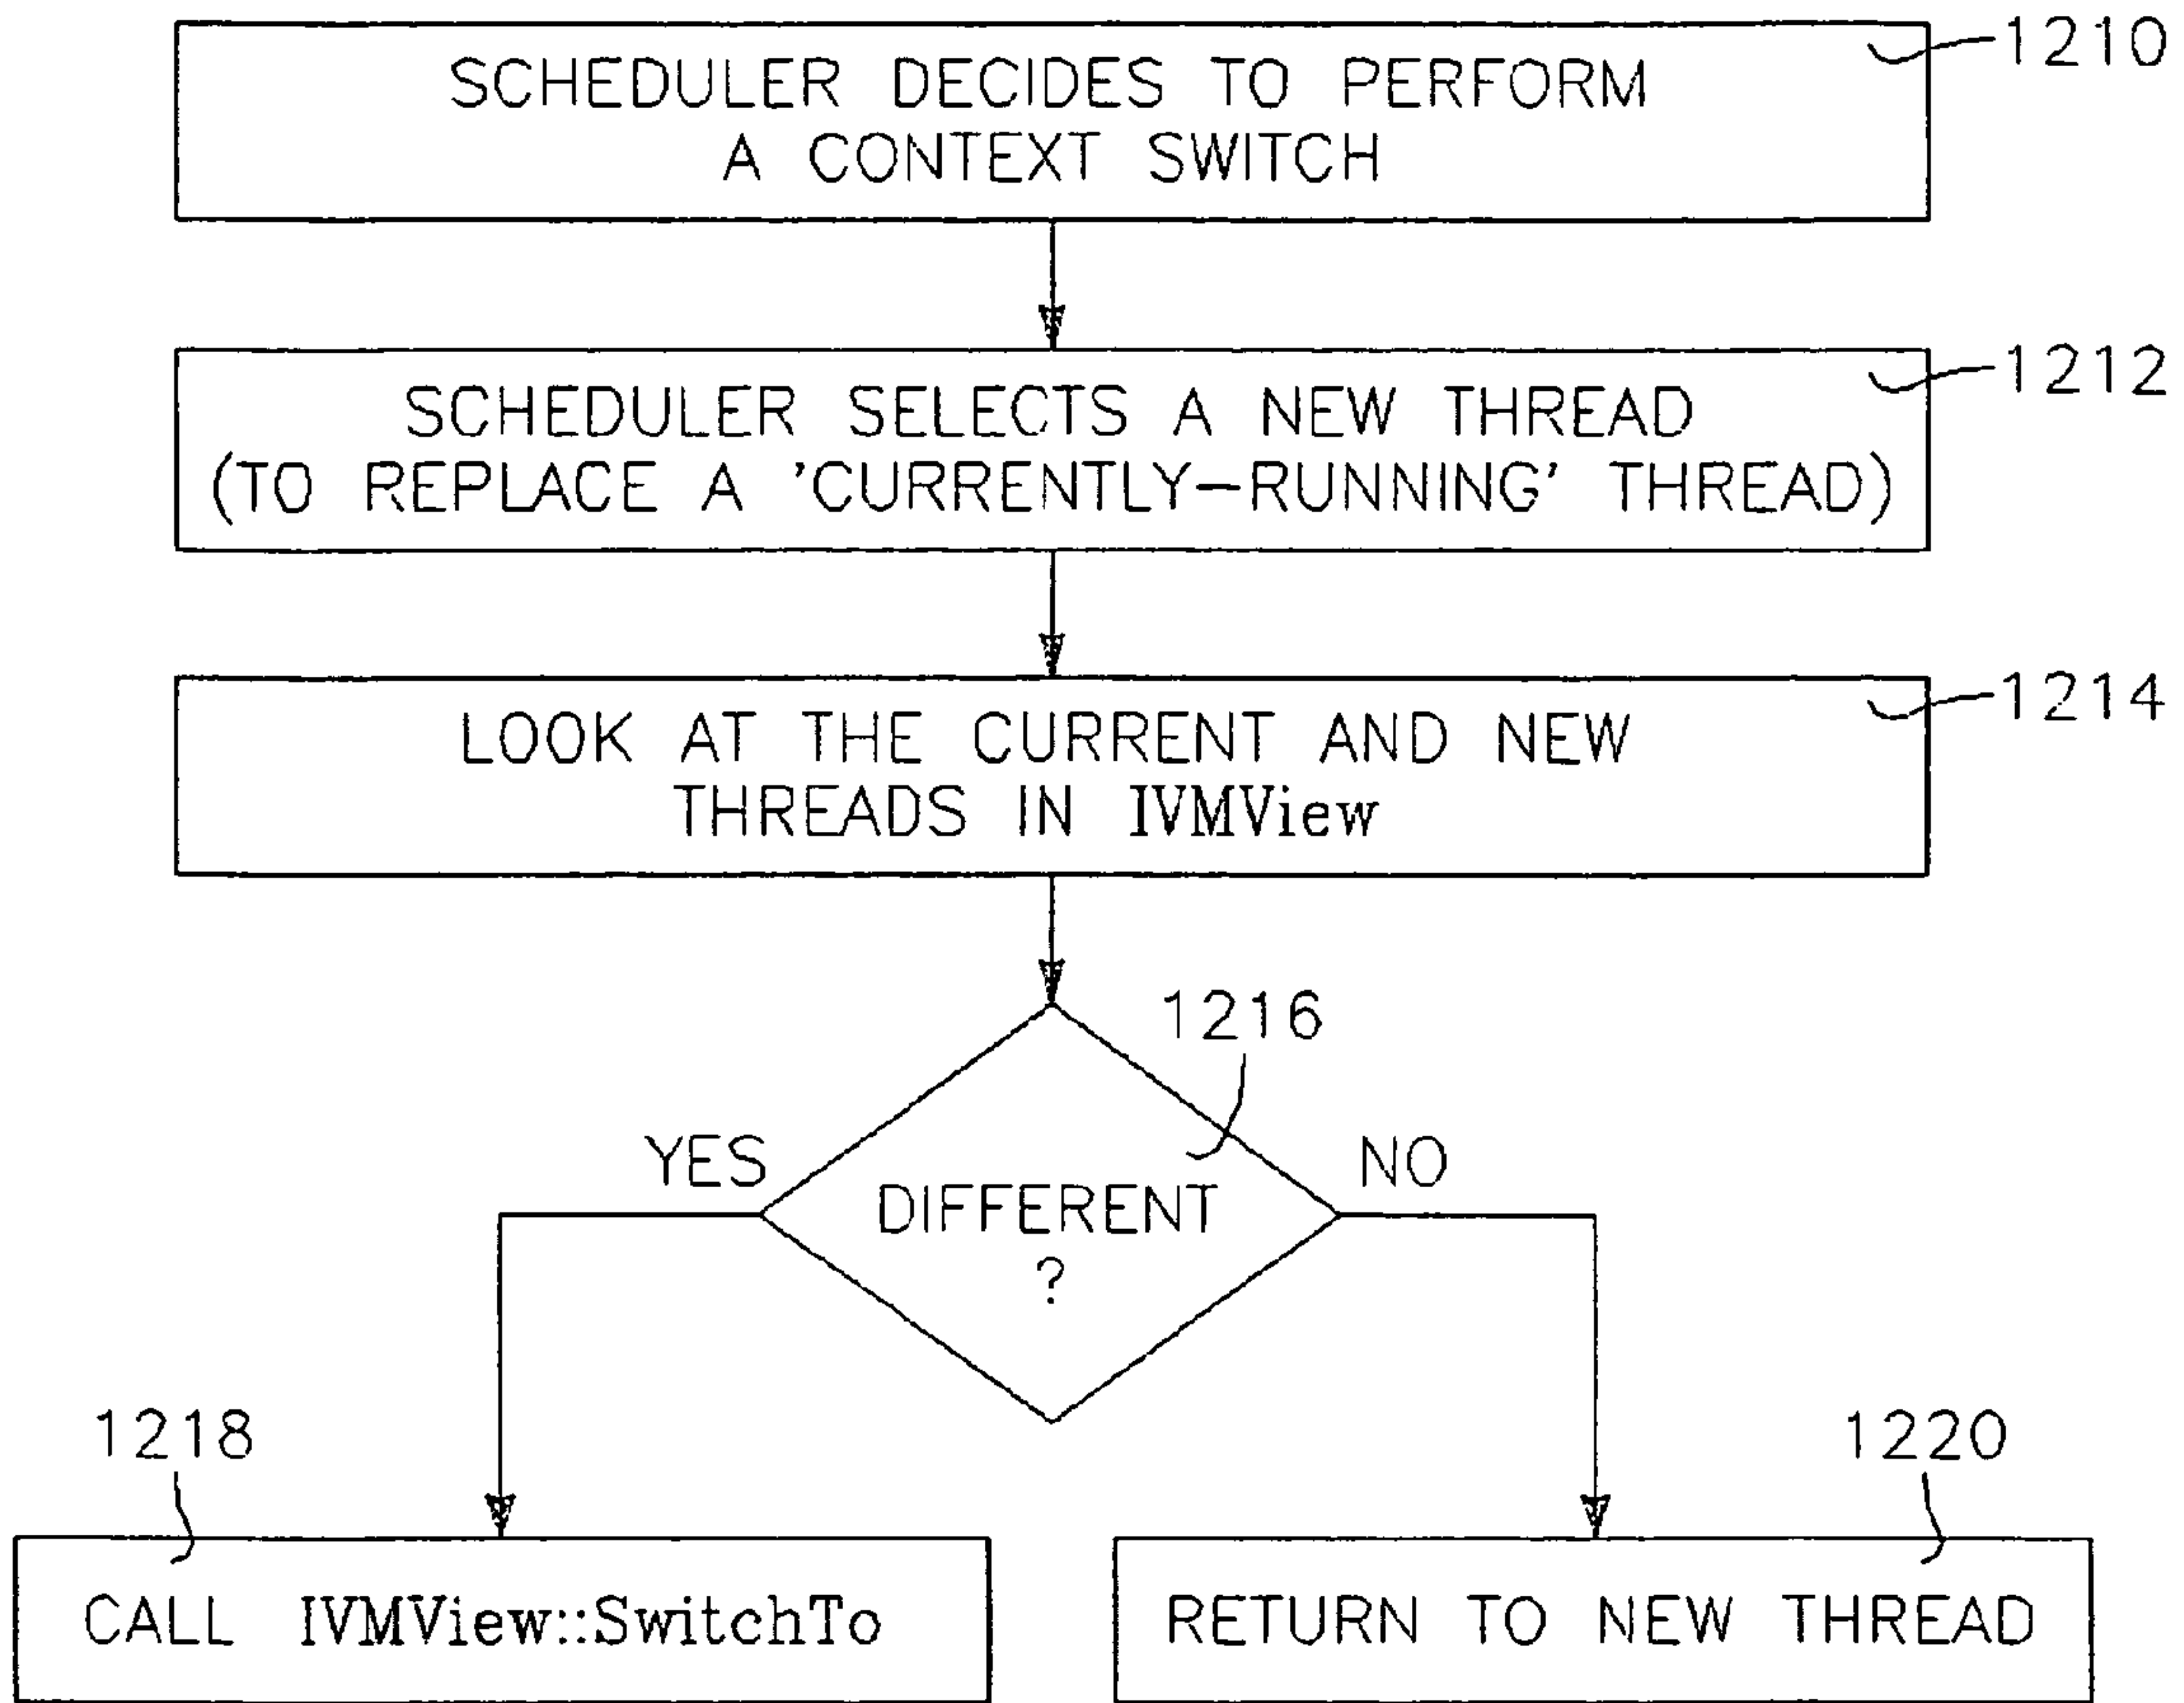 1210
SCHEDULER DECIDES TO PERFORM
A CONTEXT SWITCH
1212
SCHEDULER SELECTS A NEW THREAD
(TO REPLACE A 'CURRENTLY-RUNNING' THREAD)
1214
LOOK AT THE CURRENT AND NEW
THREADS IN IVMView
1216
YES
NO
DIFFERENT
?
1218
1220
CALL IVMView::SwitchTo
RETURN TO NEW THREAD